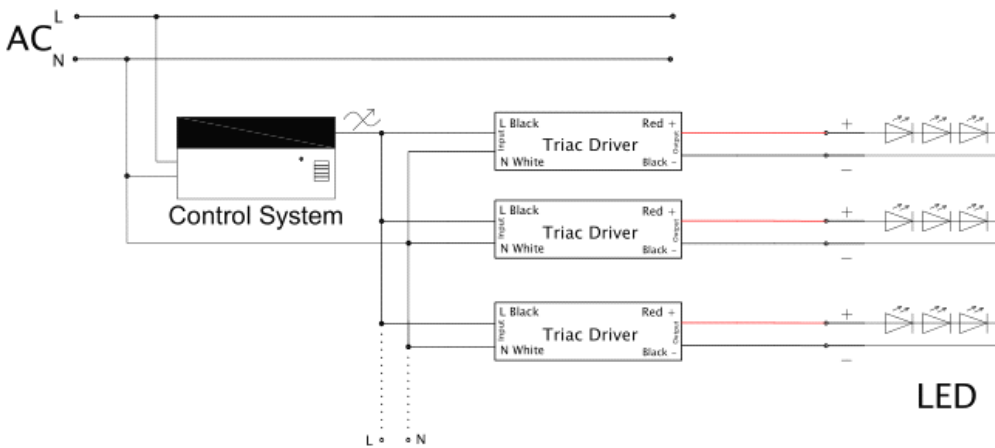 AC
L
N
Control System
L Black
Red +
Input
Triac Driver
Output
N White
Black -
+
−
L Black
Red +
Input
Triac Driver
Output
N White
Black -
+
−
L Black
Red +
Input
Triac Driver
Output
N White
Black -
+
−
LED
L
N